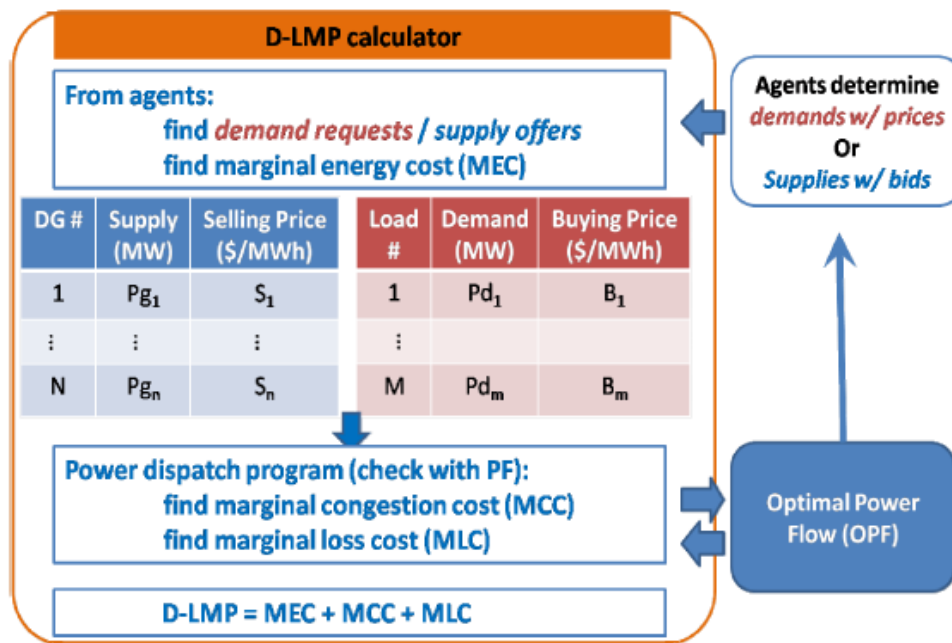 D-LMP calculator
From agents:
find demand requests / supply offers
find marginal energy cost (MEC)
Agents determine
demands w/ prices
Or
Supplies w/ bids
DG # Supply (MW) Selling Price ($/MWh)
1 Pg₁ S₁
⋮ ⋮ ⋮
N Pgₙ Sₙ
Load # Demand (MW) Buying Price ($/MWh)
1 Pd₁ B₁
⋮
M Pdₘ Bₘ
Power dispatch program (check with PF):
find marginal congestion cost (MCC)
find marginal loss cost (MLC)
Optimal Power
Flow (OPF)
D-LMP = MEC + MCC + MLC